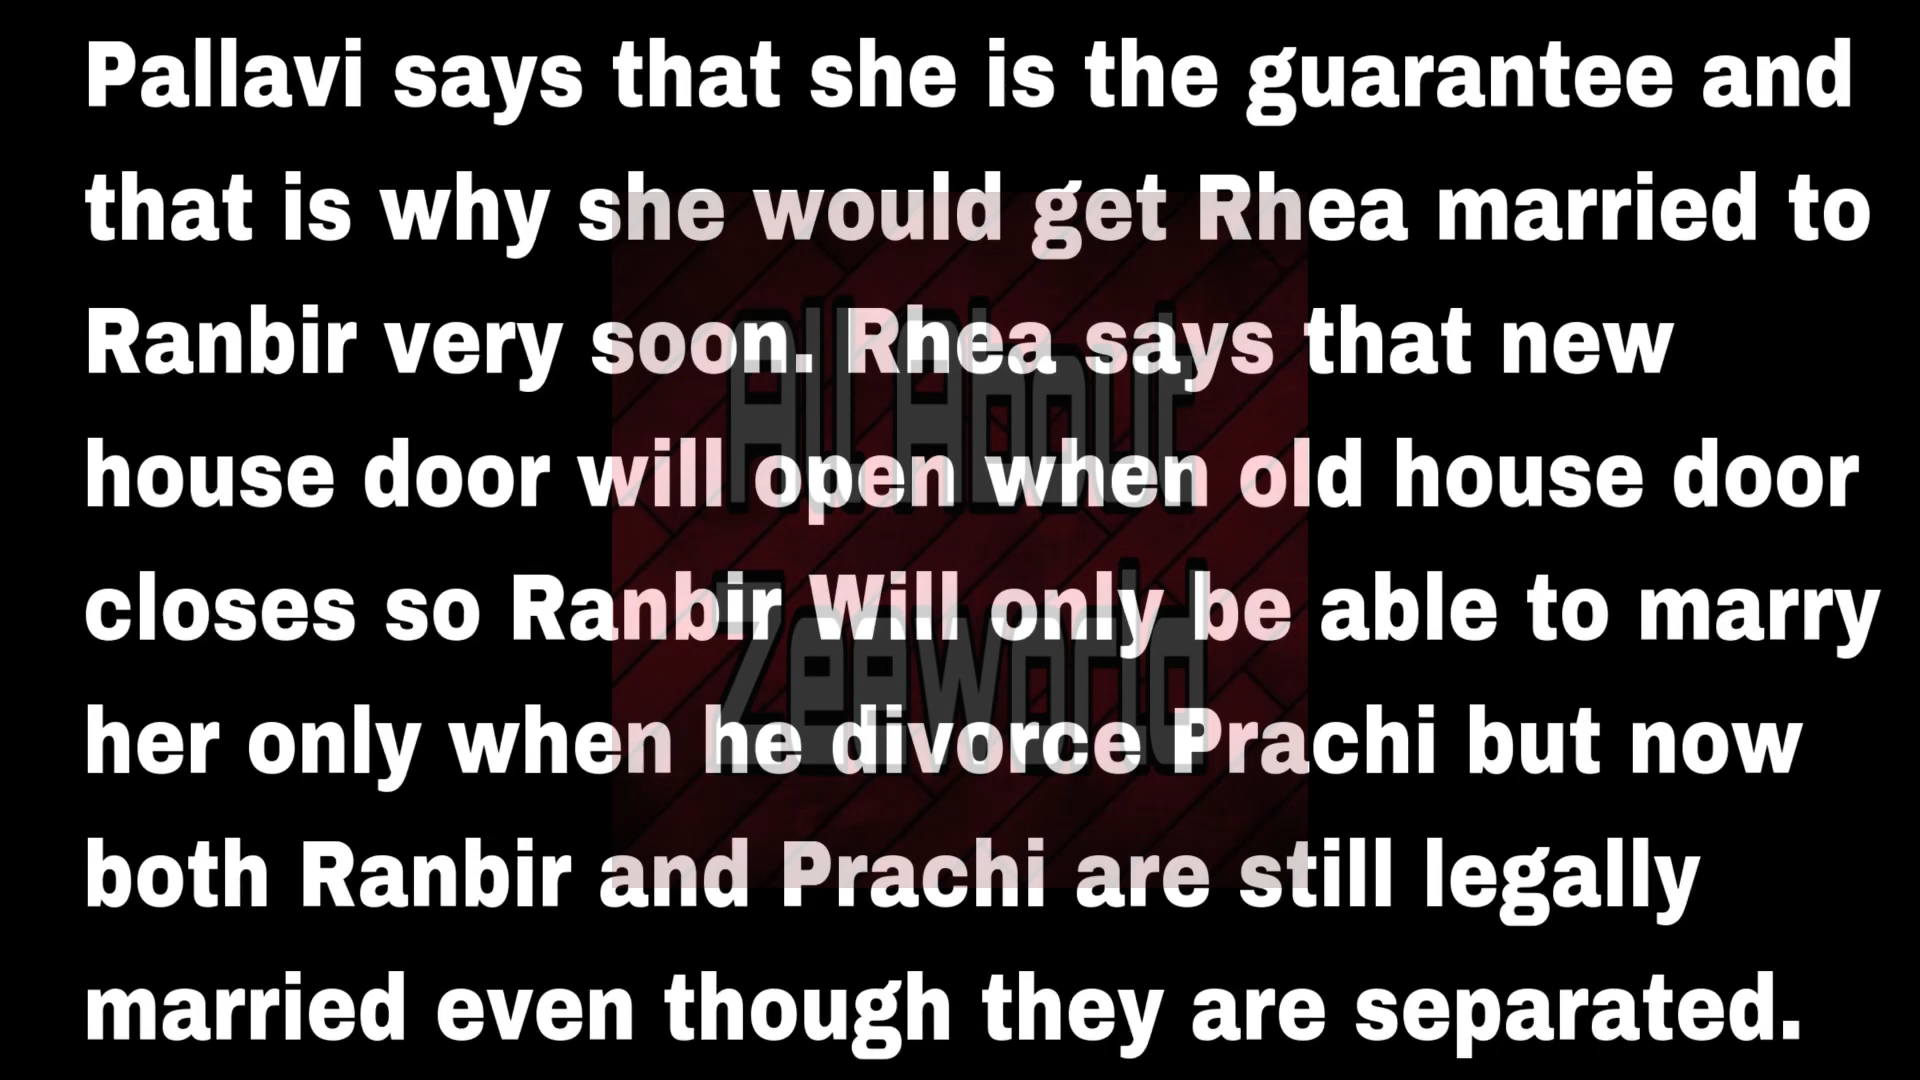 Pallavi says that she is the guarantee and
that is why she would get Rhea married to
Ranbir very soon. Rhea says that new
house door will open when old house door
closes so Ranbir Will only be able to marry
her only when he divorce Prachi but now
both Ranbir and Prachi are still legally
married even though they are separated.
All About
Zeeworld